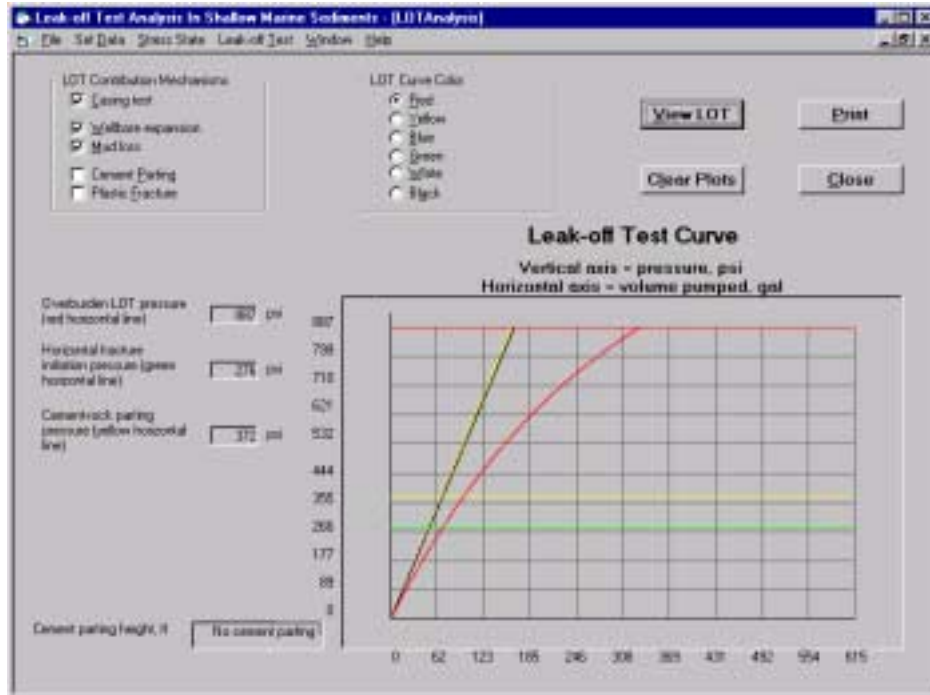 Leak-off Test Analysis In Shallow Marine Sediments - [LOTAnalysis]
File Set Data Stress State Leak-off Test Window Help
LOT Contribution Mechanisms
Casing test
Wellbore expansion
Mud loss
Cement Parting
Plastic Fracture
LOT Curve Color
Red
Yellow
Blue
Green
White
Black
View LOT
Print
Clear Plots
Close
Leak-off Test Curve
Vertical axis - pressure, psi
Horizontal axis - volume pumped, gal
Overburden LOT pressure
(red horizontal line)
psi
Horizontal fracture
initiation pressure (green
horizontal line)
276 psi
Cement-rock parting
pressure (yellow horizontal
line)
372 psi
887
798
710
621
532
444
355
266
177
89
0
Cement parting height, ft
No cement parting
0 62 123 185 246 308 369 431 492 554 615